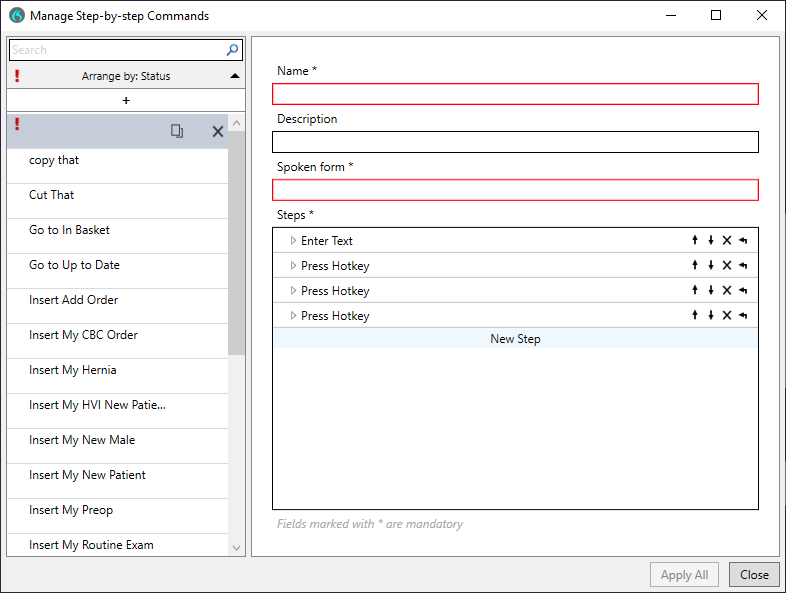 Manage Step-by-step Commands
Search
Arrange by: Status
+
copy that
Cut That
Go to In Basket
Go to Up to Date
Insert Add Order
Insert My CBC Order
Insert My Hernia
Insert My HVI New Patie...
Insert My New Male
Insert My New Patient
Insert My Preop
Insert My Routine Exam
Name *
Description
Spoken form *
Steps *
Enter Text
Press Hotkey
Press Hotkey
Press Hotkey
New Step
Fields marked with * are mandatory
Apply All
Close